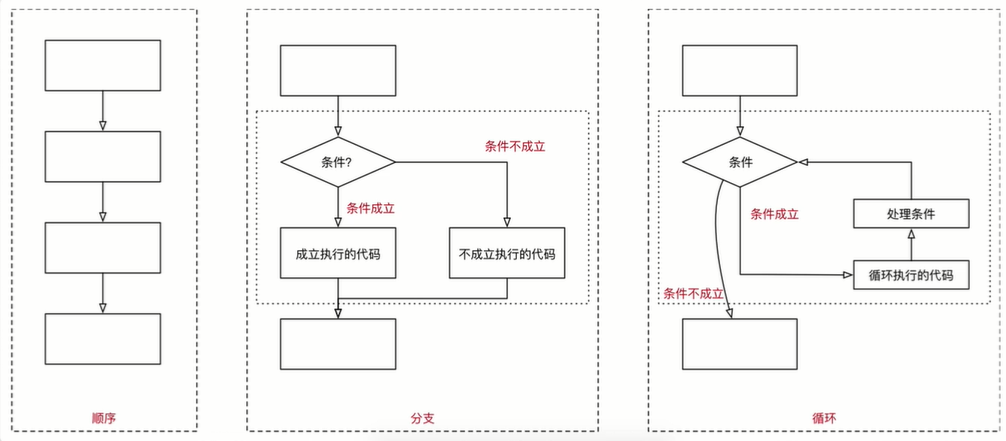 顺序
条件?
条件不成立
条件成立
成立执行的代码
不成立执行的代码
分支
条件
条件成立
处理条件
循环执行的代码
条件不成立
循环